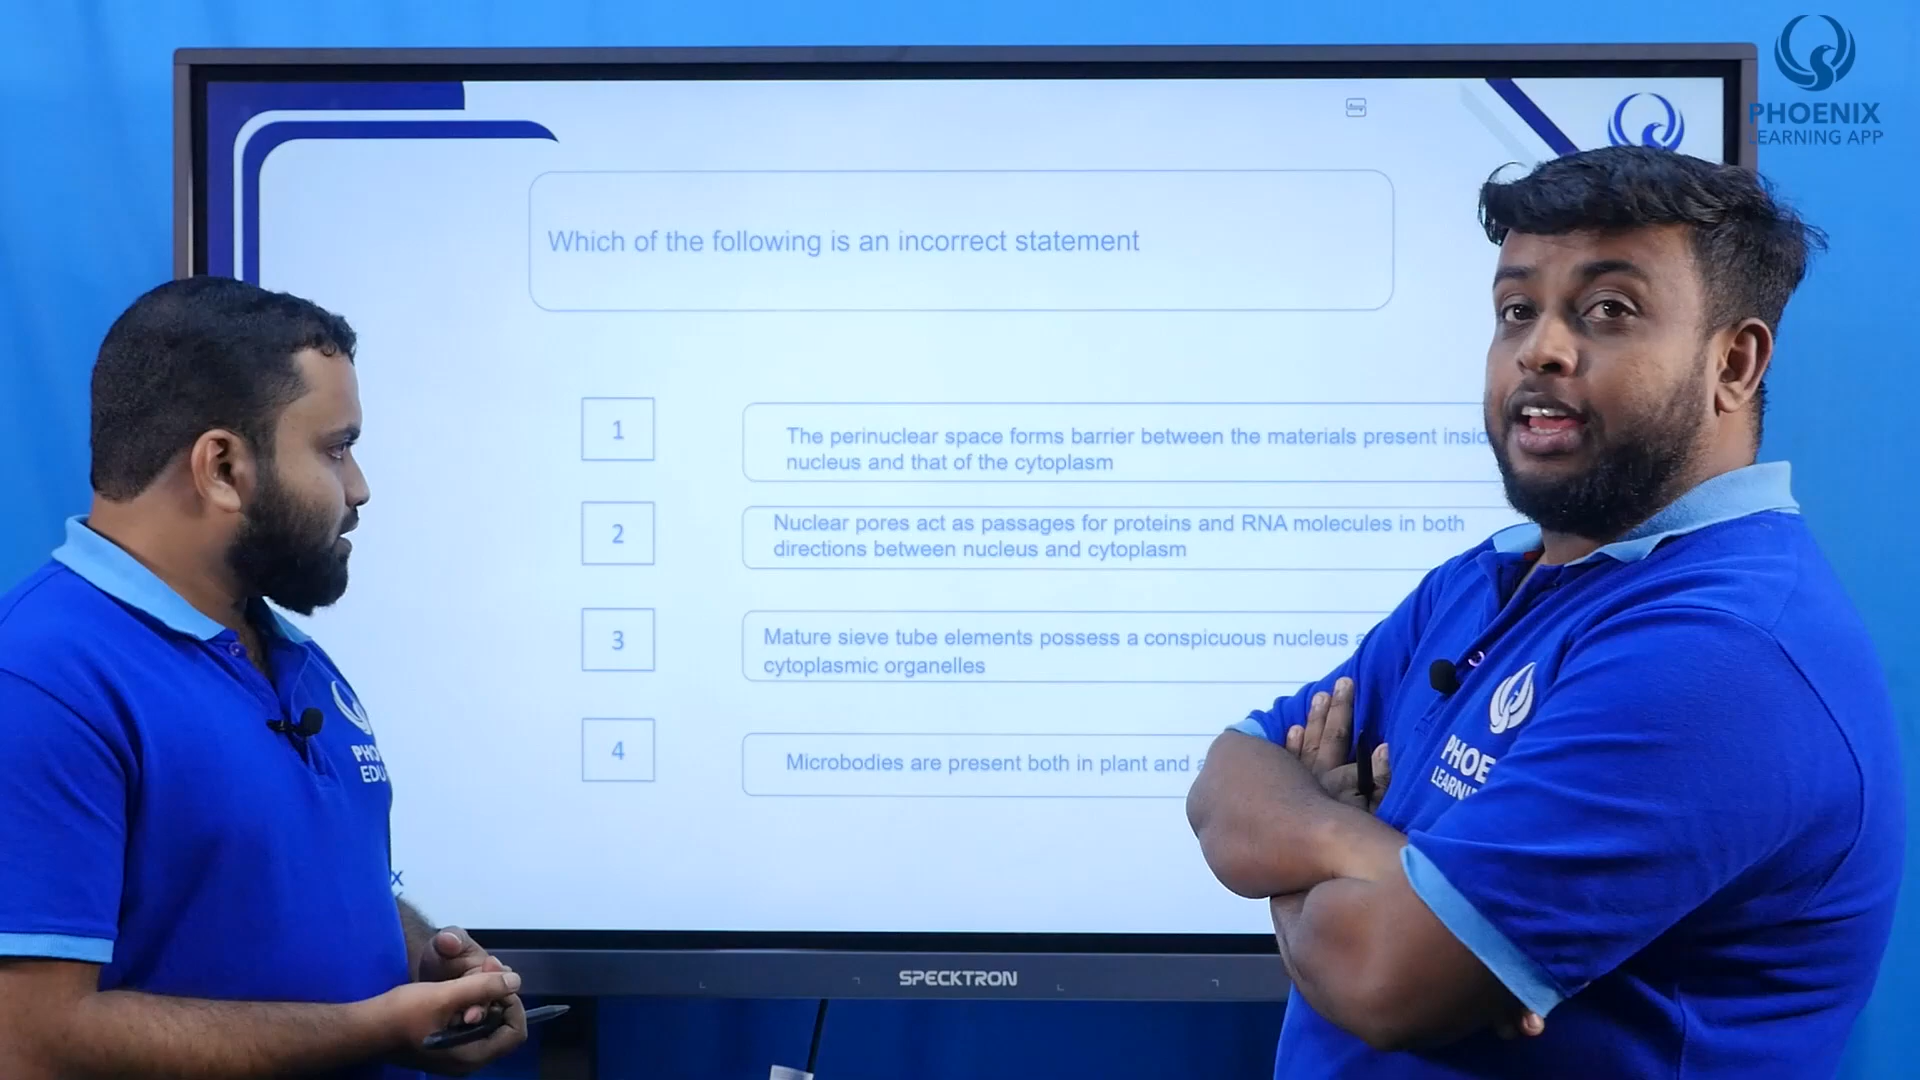 PHOENIX
LEARNING APP
Which of the following is an incorrect statement
1
The perinuclear space forms barrier between the materials present
nucleus and that of the cytoplasm
2
Nuclear pores act as passages for proteins and RNA molecules in both
directions between nucleus and cytoplasm
3
Mature sieve tube elements possess a conspicuous nucleus
cytoplasmic organelles
4
Microbodies are present both in plant and
SPECKTRON